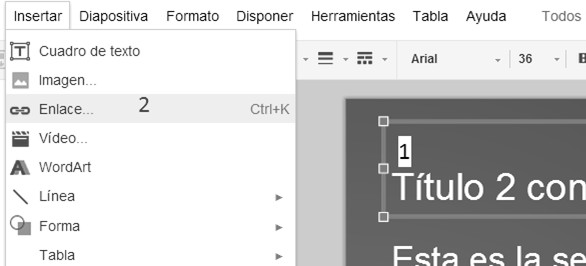 Insertar Diapositiva Formato Disponer Herramientas Tabla Ayuda Todos
Cuadro de texto
Imagen...
Enlace... 2 Ctrl+K
Vídeo...
WordArt
Línea
Forma
Tabla
Arial 36 B
1
Título 2 con
Esta es la se